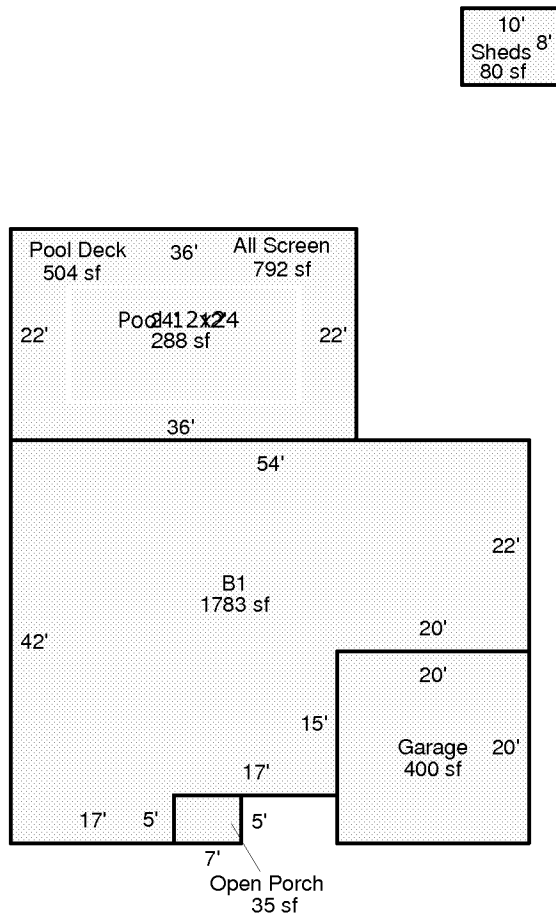 10'
8'
Sheds
80 sf
Pool Deck
504 sf
36'
All Screen
792 sf
22'
Pool 12x24
288 sf
22'
36'
54'
22'
B1
1783 sf
42'
20'
20'
15'
Garage
400 sf
20'
17'
17'
5'
5'
7'
Open Porch
35 sf